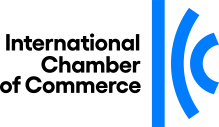 International
Chamber
of Commerce